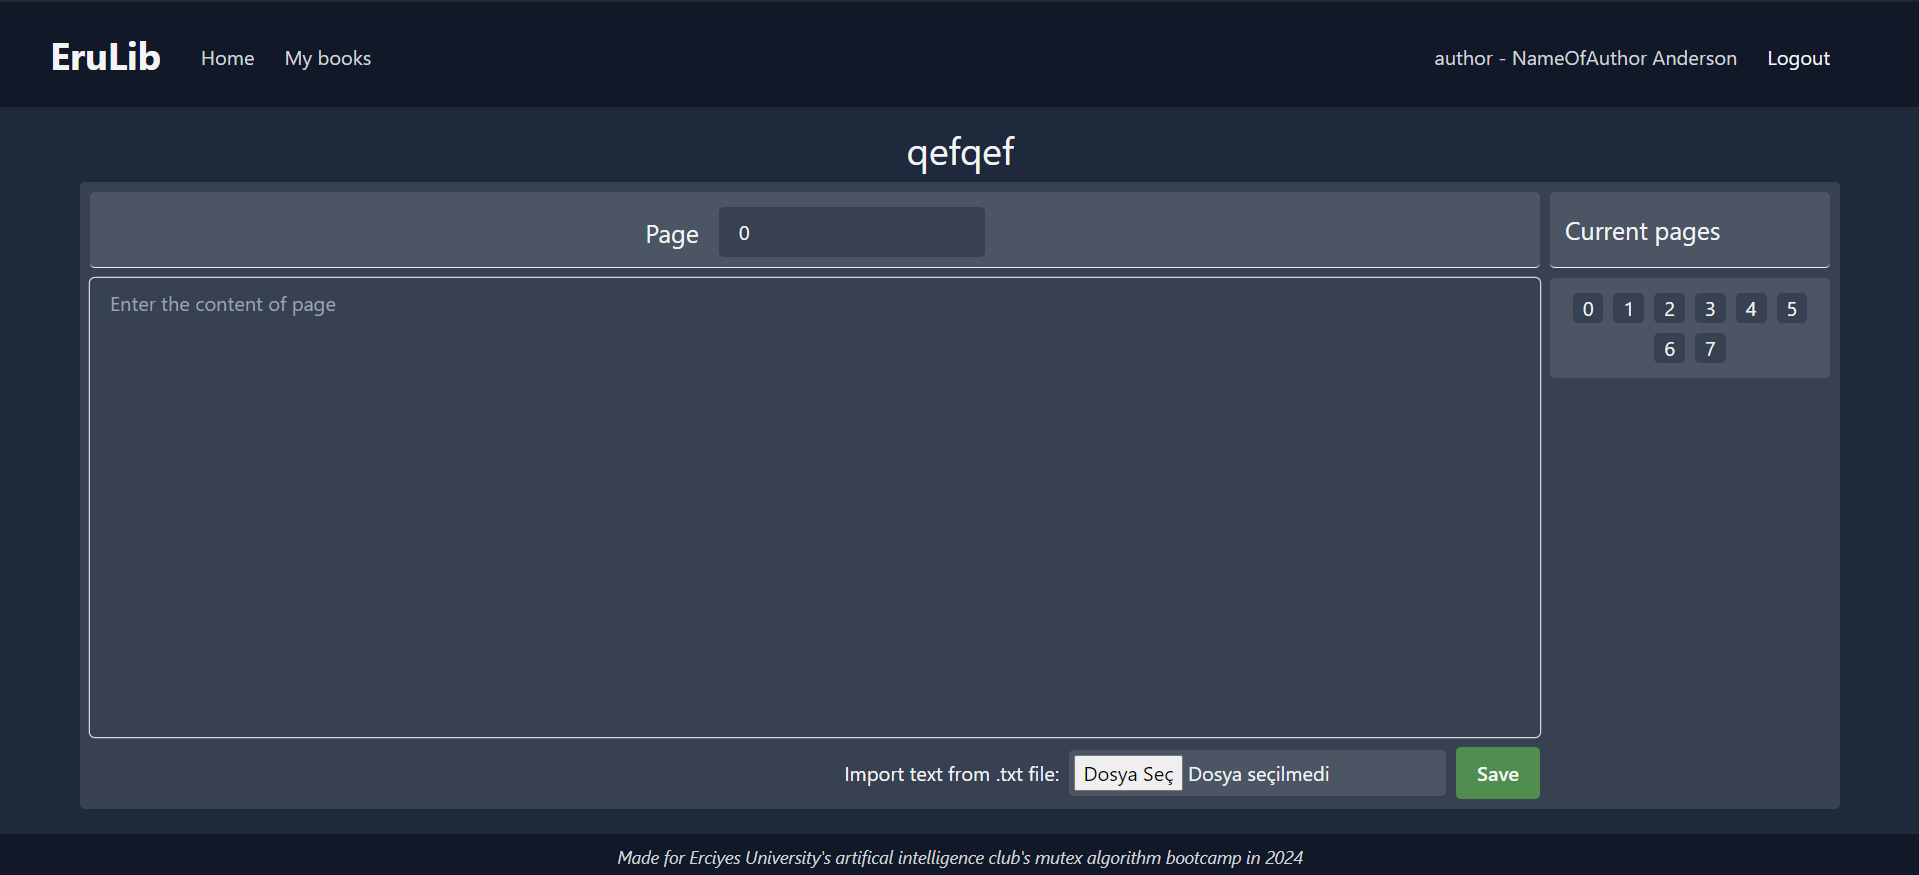 EruLib Home My books author - NameOfAuthor Anderson Logout
qefqef
Page 0
Current pages
Enter the content of page
0 1 2 3 4 5
6 7
Import text from .txt file: Dosya Seç Dosya seçilmedi Save
Made for Erciyes University's artifical intelligence club's mutex algorithm bootcamp in 2024